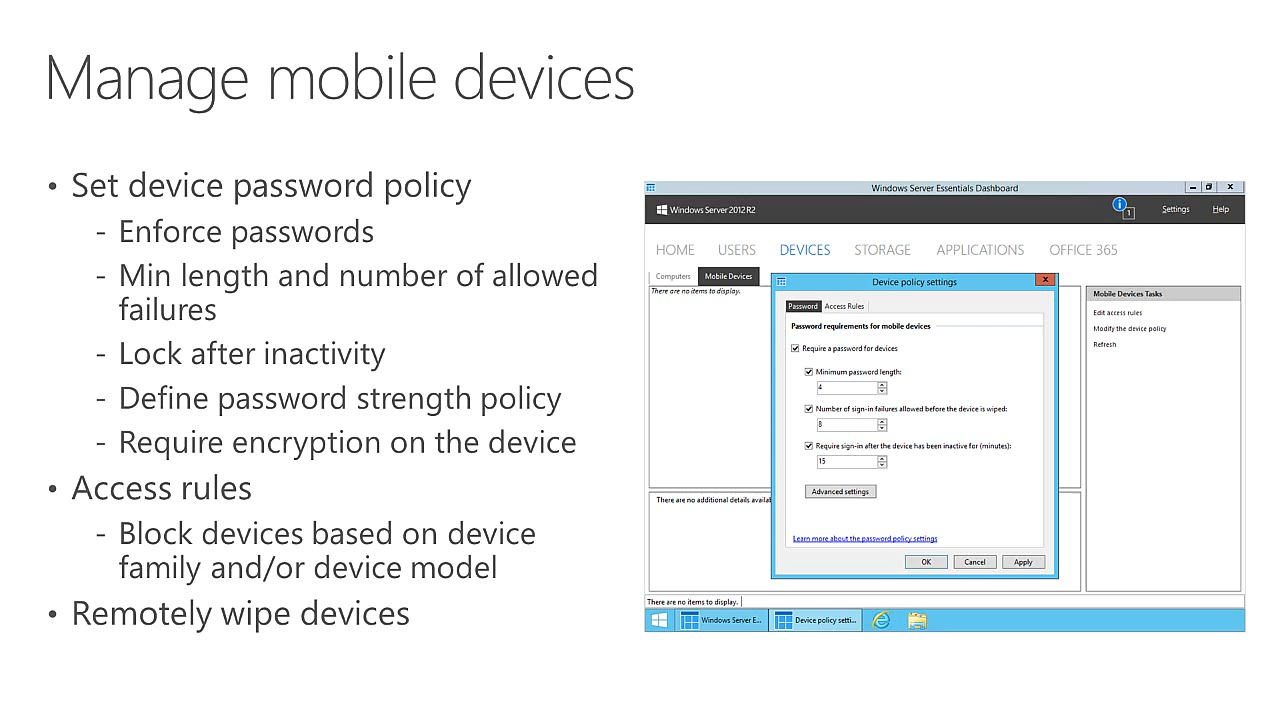 Manage mobile devices
• Set device password policy
- Enforce passwords
- Min length and number of allowed
failures
- Lock after inactivity
- Define password strength policy
- Require encryption on the device
• Access rules
- Block devices based on device
family and/or device model
• Remotely wipe devices
Windows Server Essentials Dashboard
Windows Server 2012 R2
1
Settings
Help
HOME USERS DEVICES STORAGE APPLICATIONS OFFICE 365
Computers Mobile Devices
There are no items to display.
Device policy settings
Password Access Rules
Password requirements for mobile devices
Require a password for devices
Minimum password length:
4
Number of sign-in failures allowed before the device is wiped:
8
Require sign-in after the device has been inactive for (minutes):
15
Advanced settings
Learn more about the password policy settings
OK Cancel Apply
Mobile Devices Tasks
Edit access rules
Modify the device policy
Refresh
There are no additional details availab
There are no items to display.
Windows Server E... Device policy setti...